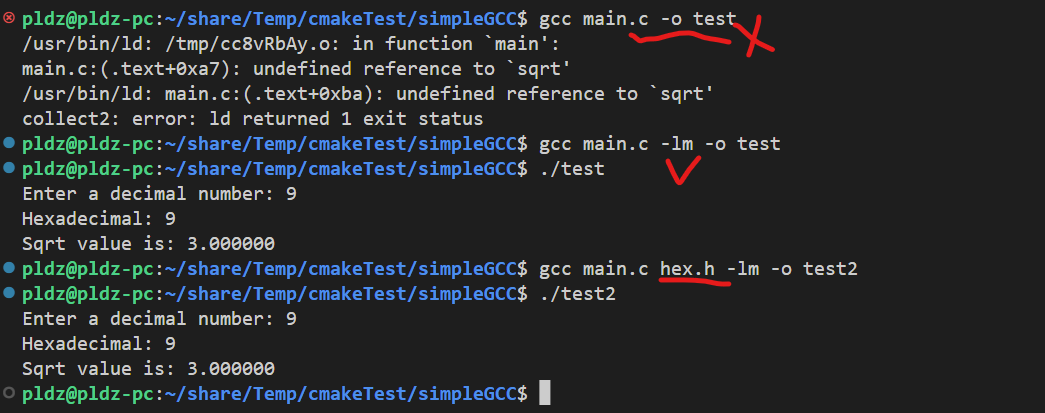 pldz@pldz-pc:~/share/Temp/cmakeTest/simpleGCC$ gcc main.c -o test
/usr/bin/ld: /tmp/cc8vRbAy.o: in function `main':
main.c:(.text+0xa7): undefined reference to `sqrt'
/usr/bin/ld: main.c:(.text+0xba): undefined reference to `sqrt'
collect2: error: ld returned 1 exit status
pldz@pldz-pc:~/share/Temp/cmakeTest/simpleGCC$ gcc main.c -lm -o test
pldz@pldz-pc:~/share/Temp/cmakeTest/simpleGCC$ ./test
Enter a decimal number: 9
Hexadecimal: 9
Sqrt value is: 3.000000
pldz@pldz-pc:~/share/Temp/cmakeTest/simpleGCC$ gcc main.c hex.h -lm -o test2
pldz@pldz-pc:~/share/Temp/cmakeTest/simpleGCC$ ./test2
Enter a decimal number: 9
Hexadecimal: 9
Sqrt value is: 3.000000
pldz@pldz-pc:~/share/Temp/cmakeTest/simpleGCC$